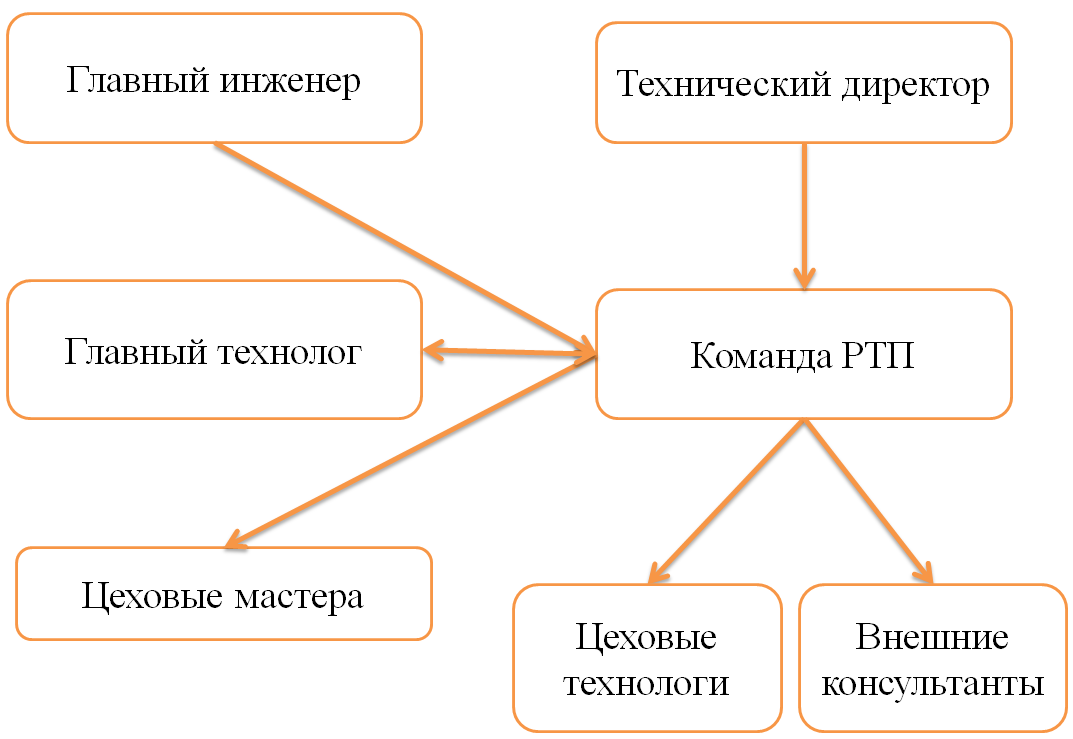 Главный инженер
Технический директор
Главный технолог
Команда РТП
Цеховые мастера
Цеховые
технологи
Внешние
консультанты